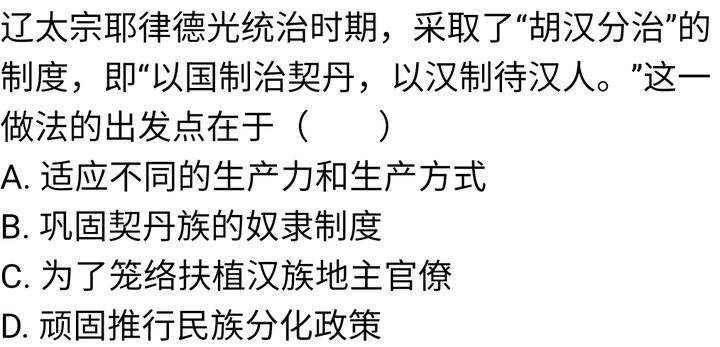 辽太宗耶律德光统治时期，采取了“胡汉分治”的
制度，即“以国制治契丹，以汉制待汉人。”这一
做法的出发点在于（　　）
A. 适应不同的生产力和生产方式
B. 巩固契丹族的奴隶制度
C. 为了笼络扶植汉族地主官僚
D. 顽固推行民族分化政策